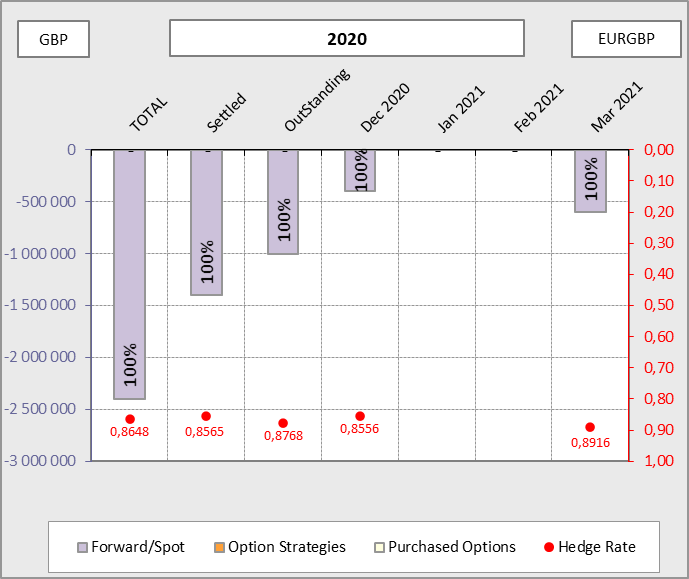 GBP
2020
EURGBP
TOTAL
Settled
OutStanding
Dec 2020
Jan 2021
Feb 2021
Mar 2021
0
-500 000
-1 000 000
-1 500 000
-2 000 000
-2 500 000
-3 000 000
100%
100%
100%
100%
100%
0,8648
0,8565
0,8768
0,8556
0,8916
0,00
0,10
0,20
0,30
0,40
0,50
0,60
0,70
0,80
0,90
1,00
Forward/Spot
Option Strategies
Purchased Options
Hedge Rate